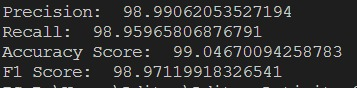 Precision:  98.99062053527194
Recall:  98.95965806876791
Accuracy Score:  99.04670094258783
F1 Score:  98.97119918326541